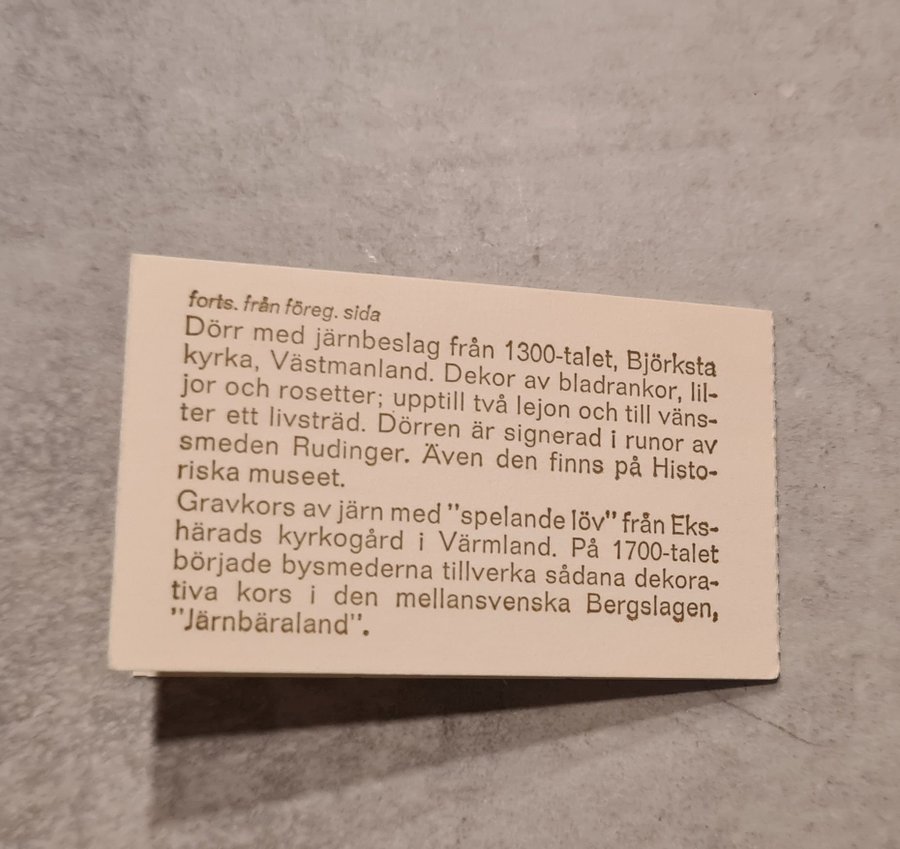 forts. från föreg. sida
Dörr med järnbeslag från 1300-talet, Björksta
kyrka, Västmanland. Dekor av bladrankor, lil-
jor och rosetter; upptill två lejon och till väns-
ter ett livsträd. Dörren är signerad i runor av
smeden Rudinger. Även den finns på Histo-
riska museet.
Gravkors av järn med "spelande löv" från Eks-
härads kyrkogård i Värmland. På 1700-talet
började bysmederna tillverka sådana dekora-
tiva kors i den mellansvenska Bergslagen,
"Järnbäraland".